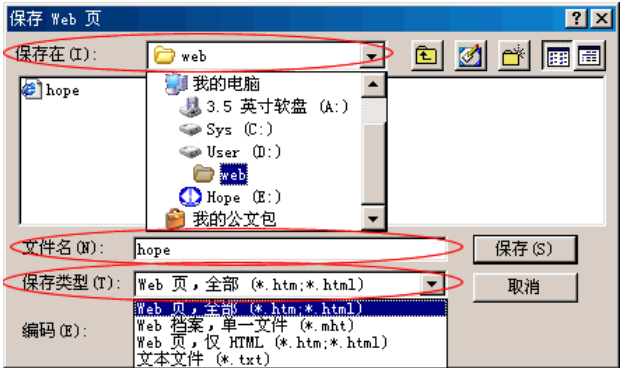 保存 Web 页
保存在(I):
web
hope
我的电脑
3.5 英寸软盘 (A:)
Sys (C:)
User (D:)
web
Hope (E:)
我的公文包
文件名(N):
hope
保存(S)
保存类型(T):
Web 页,全部 (*.htm;*.html)
取消
Web 页,全部 (*.htm;*.html)
Web 档案,单一文件 (*.mht)
编码(E):
Web 页,仅 HTML (*.htm;*.html)
文本文件 (*.txt)